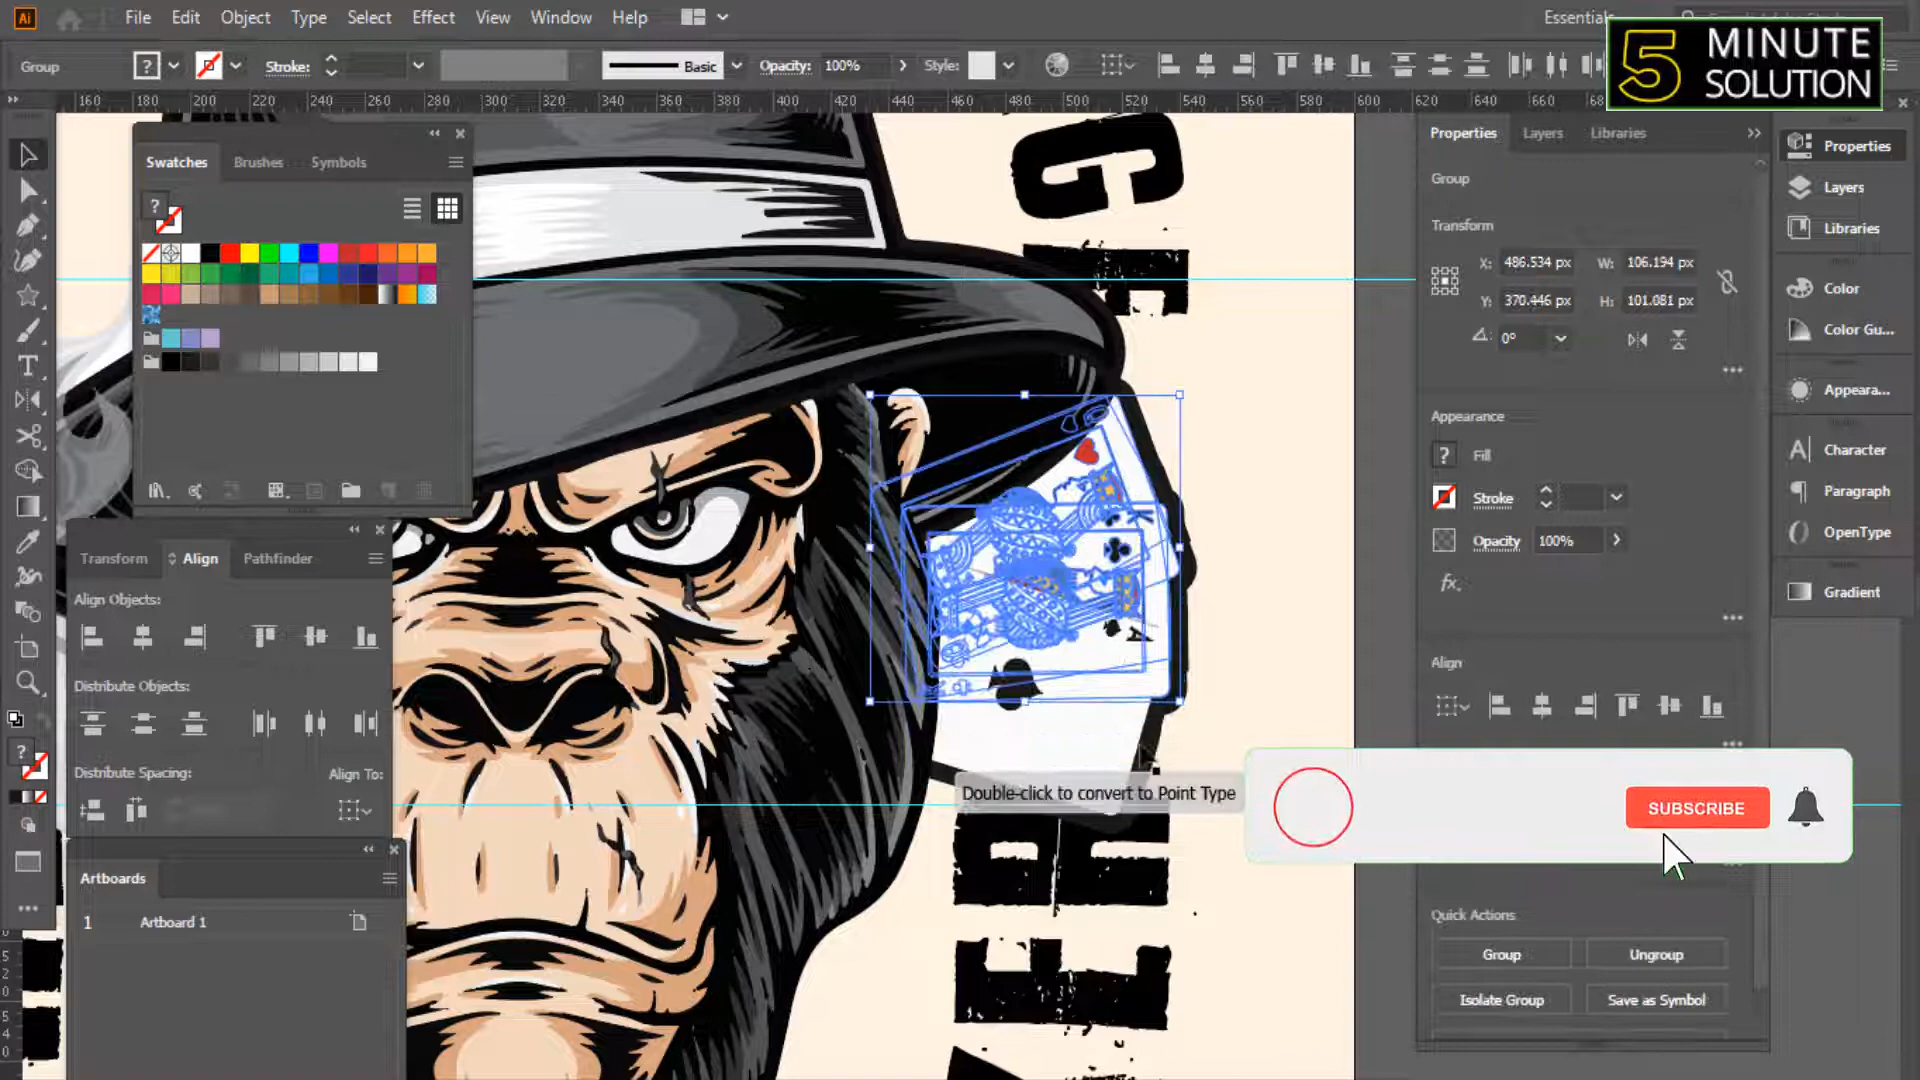 Ai File Edit Object Type Select Effect View Window Help Essentials
5 MINUTE SOLUTION
Group ? Stroke: Basic Opacity: 100% Style:
160 180 200 220 240 260 280 300 320 340 360 380 400 420 440 460 480 500 520 540 560 580 600 620 640 660
Swatches Brushes Symbols
?
Transform Align Pathfinder
Align Objects:
Distribute Objects:
Distribute Spacing: Align To:
Artboards
1 Artboard 1
G
H
E
R
K
A
Double-click to convert to Point Type
SUBSCRIBE
Properties Layers Libraries
Group
Transform
X: 486.534 px W: 106.194 px
Y: 370.446 px H: 101.081 px
0°
Appearance
? Fill
Stroke
Opacity 100%
fx.
Align
Quick Actions
Group Ungroup
Isolate Group Save as Symbol
Properties
Layers
Libraries
Color
Color Gu...
Appeara...
Character
Paragraph
OpenType
Gradient